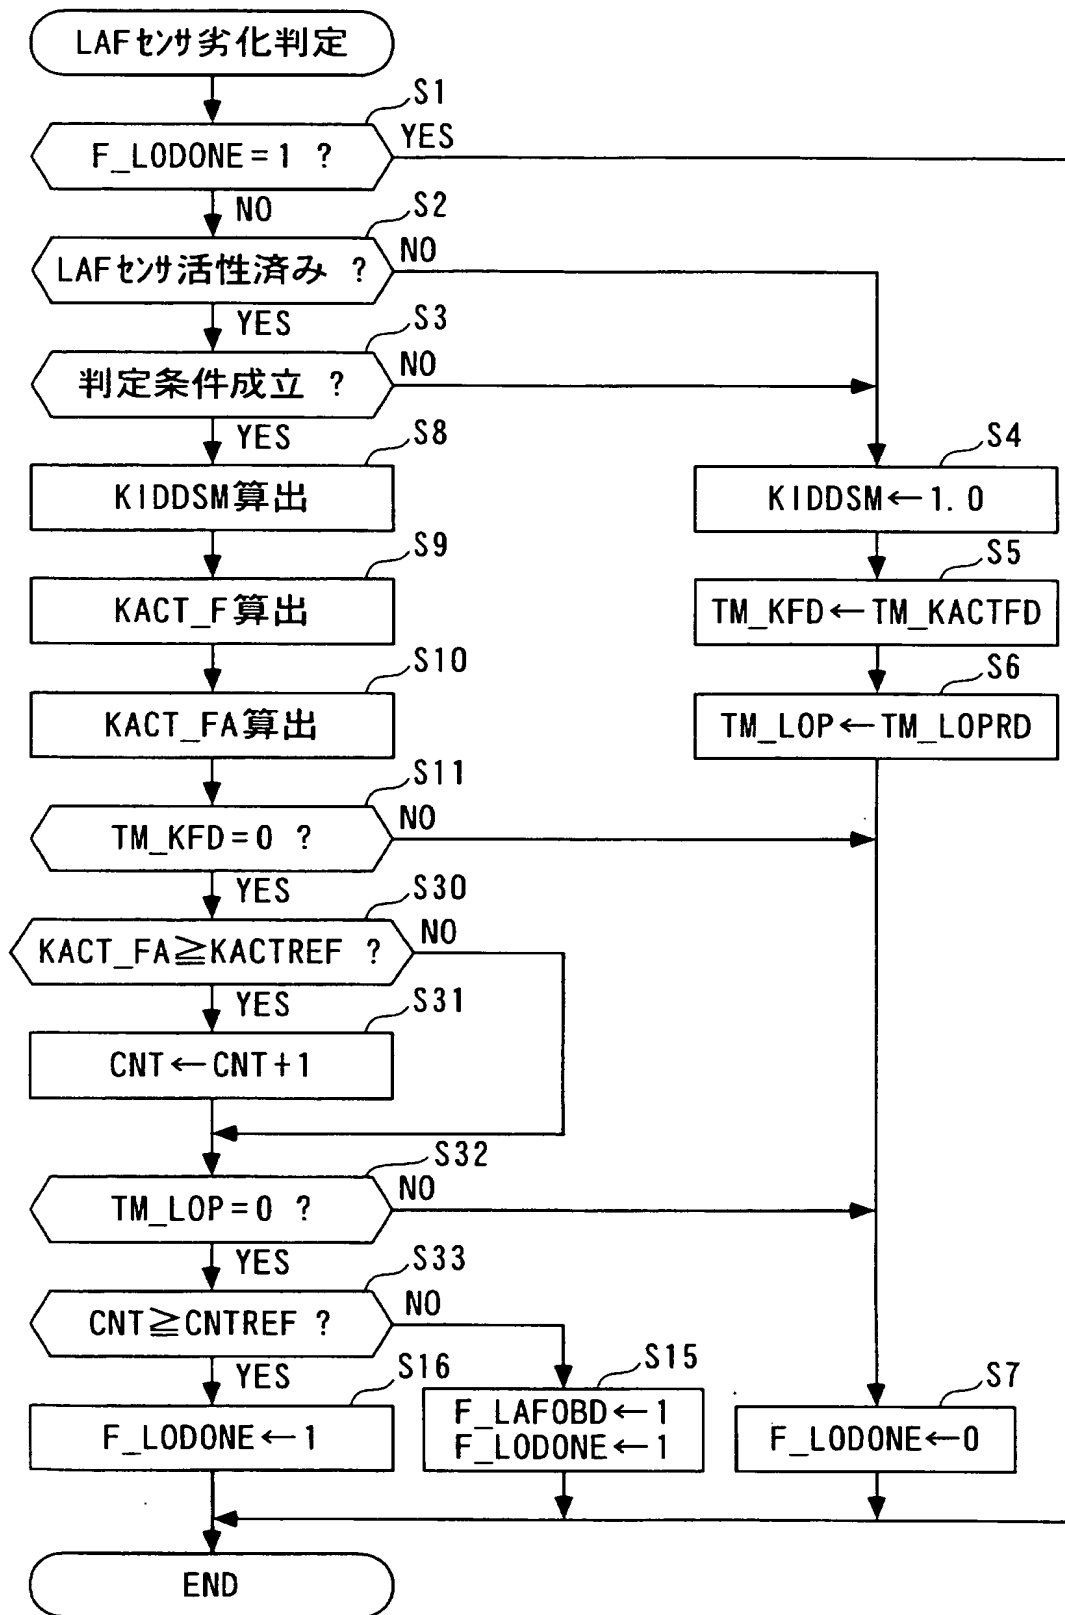 LAFセンサ劣化判定
S1
F_LODONE=1 ?
YES
NO
S2
LAFセンサ活性済み ?
NO
YES
S3
判定条件成立 ?
NO
YES
S8
KIDDSM算出
S4
KIDDSM←1.0
S9
KACT_F算出
S5
TM_KFD←TM_KACTFD
S10
KACT_FA算出
S6
TM_LOP←TM_LOPRD
S11
TM_KFD=0 ?
NO
YES
S30
KACT_FA≧KACTREF ?
NO
YES
S31
CNT←CNT+1
S32
TM_LOP=0 ?
NO
YES
S33
CNT≧CNTREF ?
NO
YES
S16
F_LODONE←1
S15
F_LAFOBD←1
F_LODONE←1
S7
F_LODONE←0
END